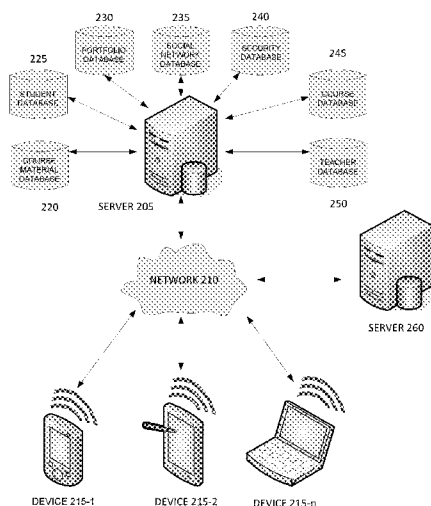 230
235
240
225
245
PORTFOLIO
DATABASE
SOCIAL
NETWORK
DATABASE
SECURITY
DATABASE
STUDENT
DATABASE
COURSE
DATABASE
COURSE
MATERIAL
DATABASE
TEACHER
DATABASE
220
SERVER 205
250
NETWORK 210
SERVER 260
DEVICE 215-1
DEVICE 215-2
DEVICE 215-n